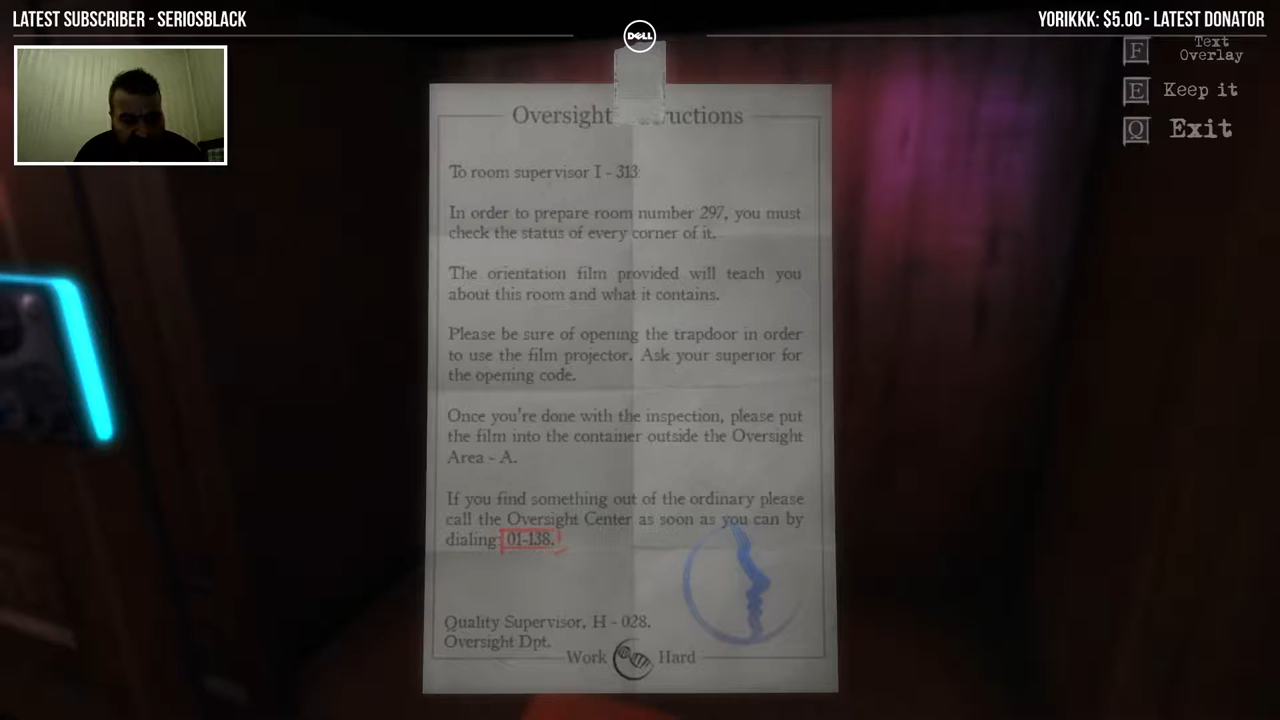 LATEST SUBSCRIBER - SERIOSBLACK
DELL
YORIKKK: $5.00 - LATEST DONATOR
F Text
Overlay
E Keep it
Q Exit
Oversight ructions
To room supervisor I - 313:
In order to prepare room number 297, you must
check the status of every corner of it.
The orientation film provided will teach you
about this room and what it contains.
Please be sure of opening the trapdoor in order
to use the film projector. Ask your superior for
the opening code.
Once you're done with the inspection, please put
the film into the container outside the Oversight
Area - A.
If you find something out of the ordinary please
call the Oversight Center as soon as you can by
dialing: 01-138.
Quality Supervisor, H - 028.
Oversight Dpt.
Work Hard